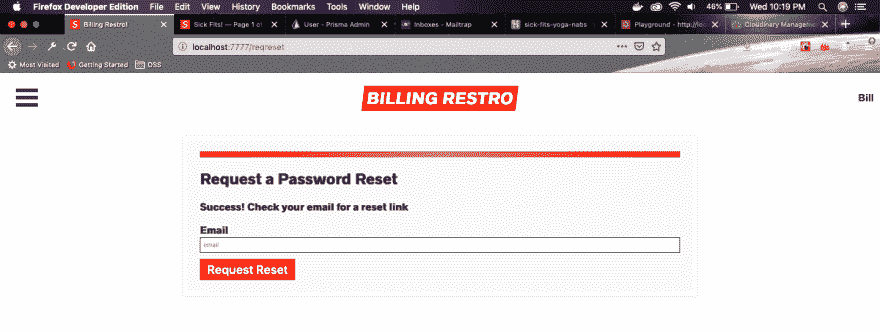 Firefox Developer Edition File Edit View History Bookmarks Tools Window Help 46% Wed 10:19 PM
Billing Restro! Sick Fits! — Page 1 of User - Prisma Admin Inboxes - Mailtrap sick-fits-yoga-nabs Playground - http://loc Cloudinary Manageme
localhost:7777/reqreset
Most Visited Getting Started DSS
BILLING RESTRO
Bill
Request a Password Reset
Success! Check your email for a reset link
Email
email
Request Reset